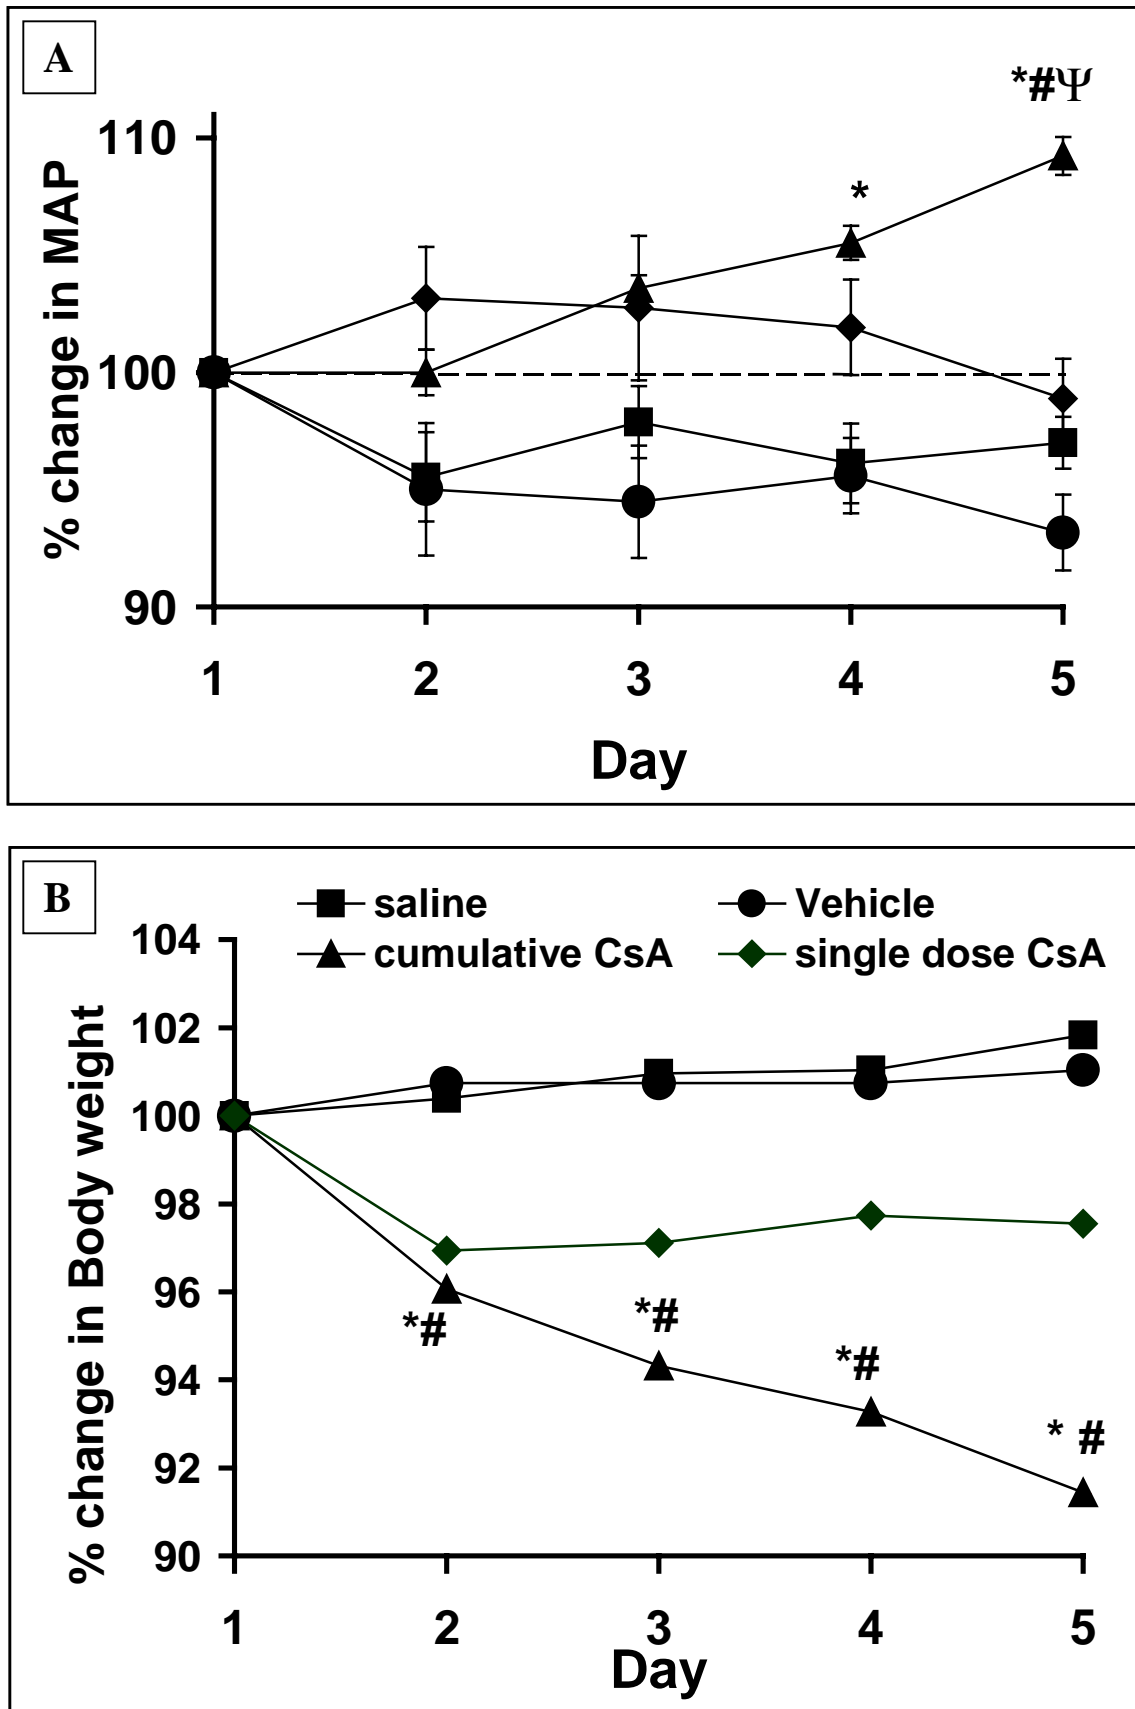 A
*#Ψ
110
*
100
90
% change in MAP
1 2 3 4 5
Day
B
saline Vehicle
cumulative CsA single dose CsA
104
102
100
98
96
94
92
90
% change in Body weight
*#
*#
*#
* #
1 2 3 4 5
Day